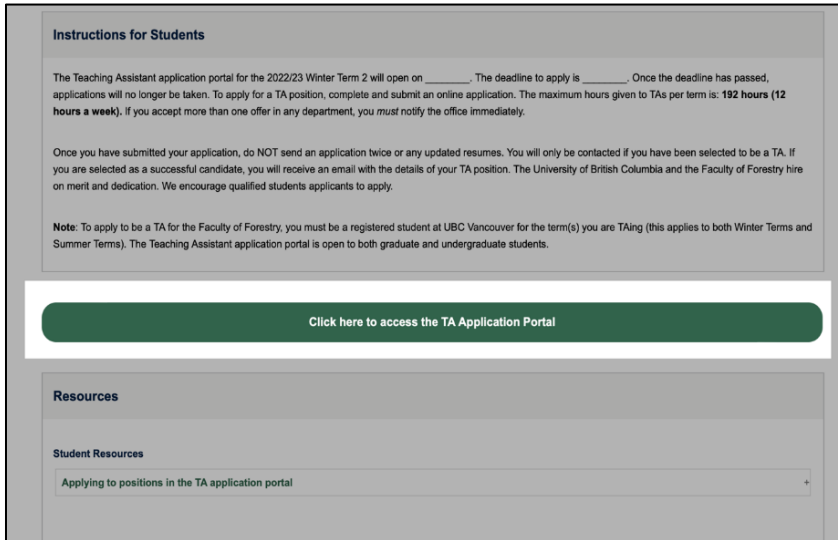 Instructions for Students
The Teaching Assistant application portal for the 2022/23 Winter Term 2 will open on ________. The deadline to apply is ________. Once the deadline has passed,
applications will no longer be taken. To apply for a TA position, complete and submit an online application. The maximum hours given to TAs per term is: 192 hours (12
hours a week). If you accept more than one offer in any department, you must notify the office immediately.
Once you have submitted your application, do NOT send an application twice or any updated resumes. You will only be contacted if you have been selected to be a TA. If
you are selected as a successful candidate, you will receive an email with the details of your TA position. The University of British Columbia and the Faculty of Forestry hire
on merit and dedication. We encourage qualified students applicants to apply.
Note: To apply to be a TA for the Faculty of Forestry, you must be a registered student at UBC Vancouver for the term(s) you are TAing (this applies to both Winter Terms and
Summer Terms). The Teaching Assistant application portal is open to both graduate and undergraduate students.
Click here to access the TA Application Portal
Resources
Student Resources
Applying to positions in the TA application portal +